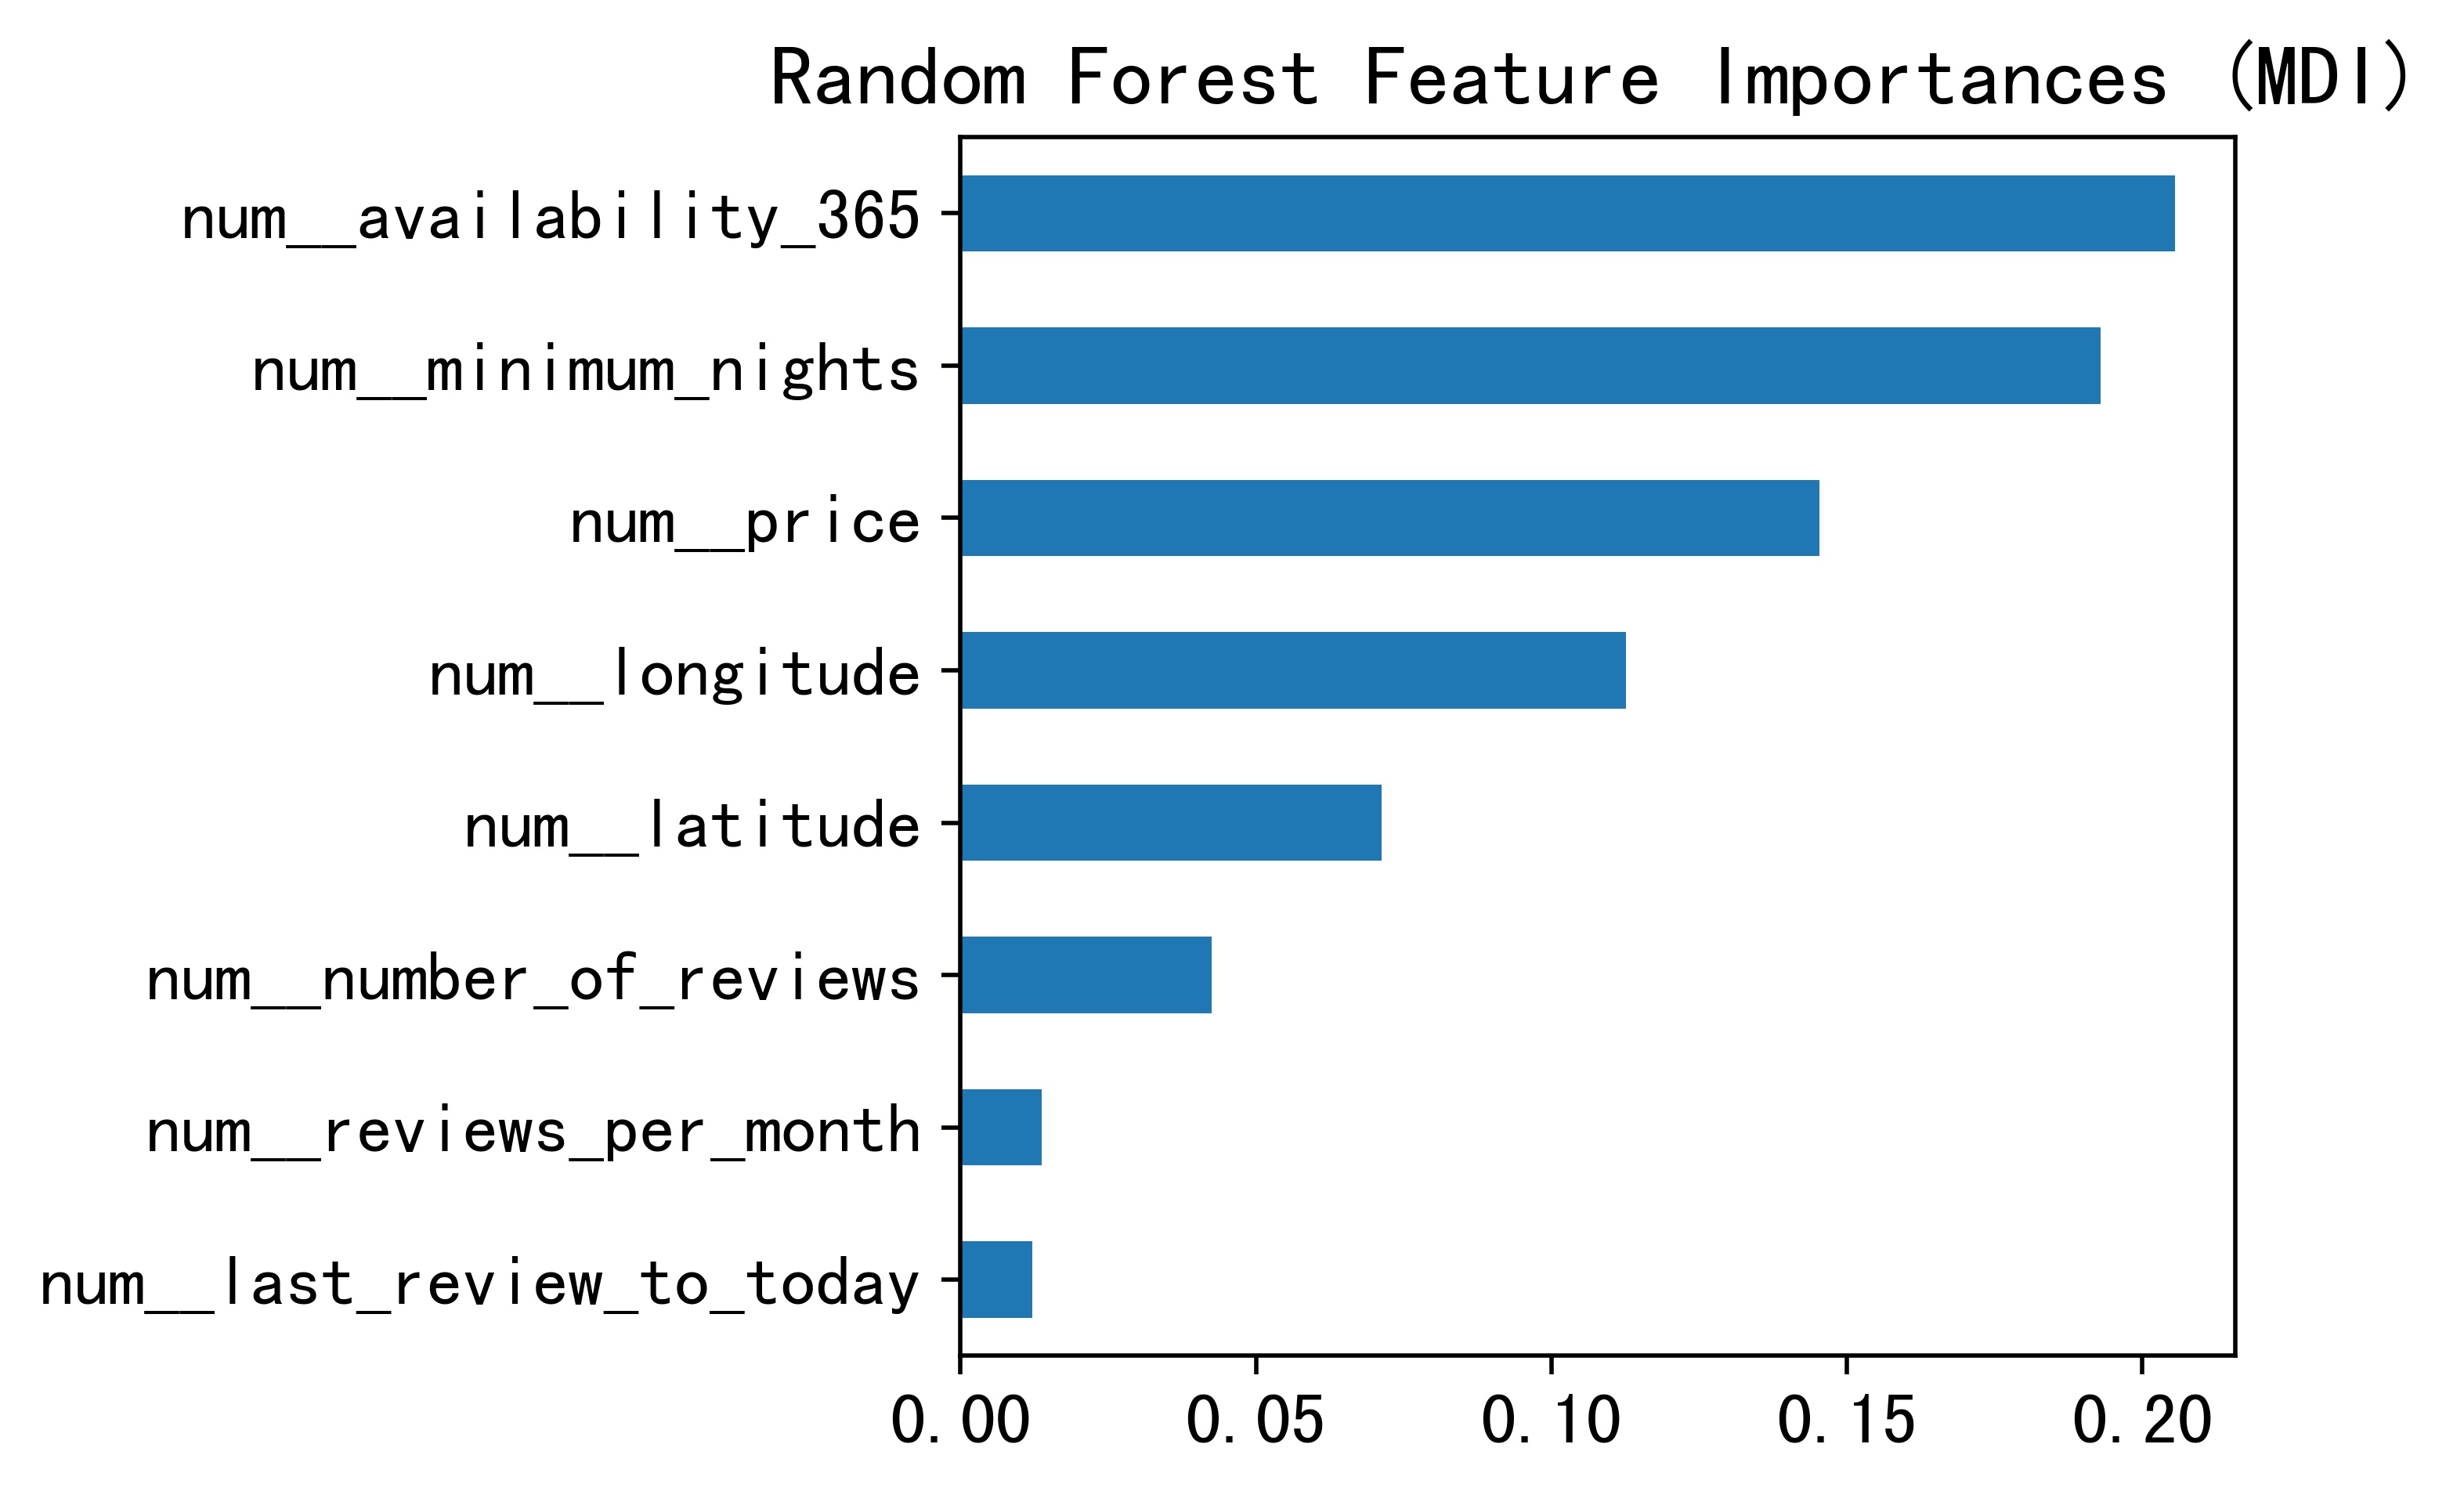 Random Forest Feature Importances (MDI)
num__availability_365
num__minimum_nights
num__price
num__longitude
num__latitude
num__number_of_reviews
num__reviews_per_month
num__last_review_to_today
0.00 0.05 0.10 0.15 0.20